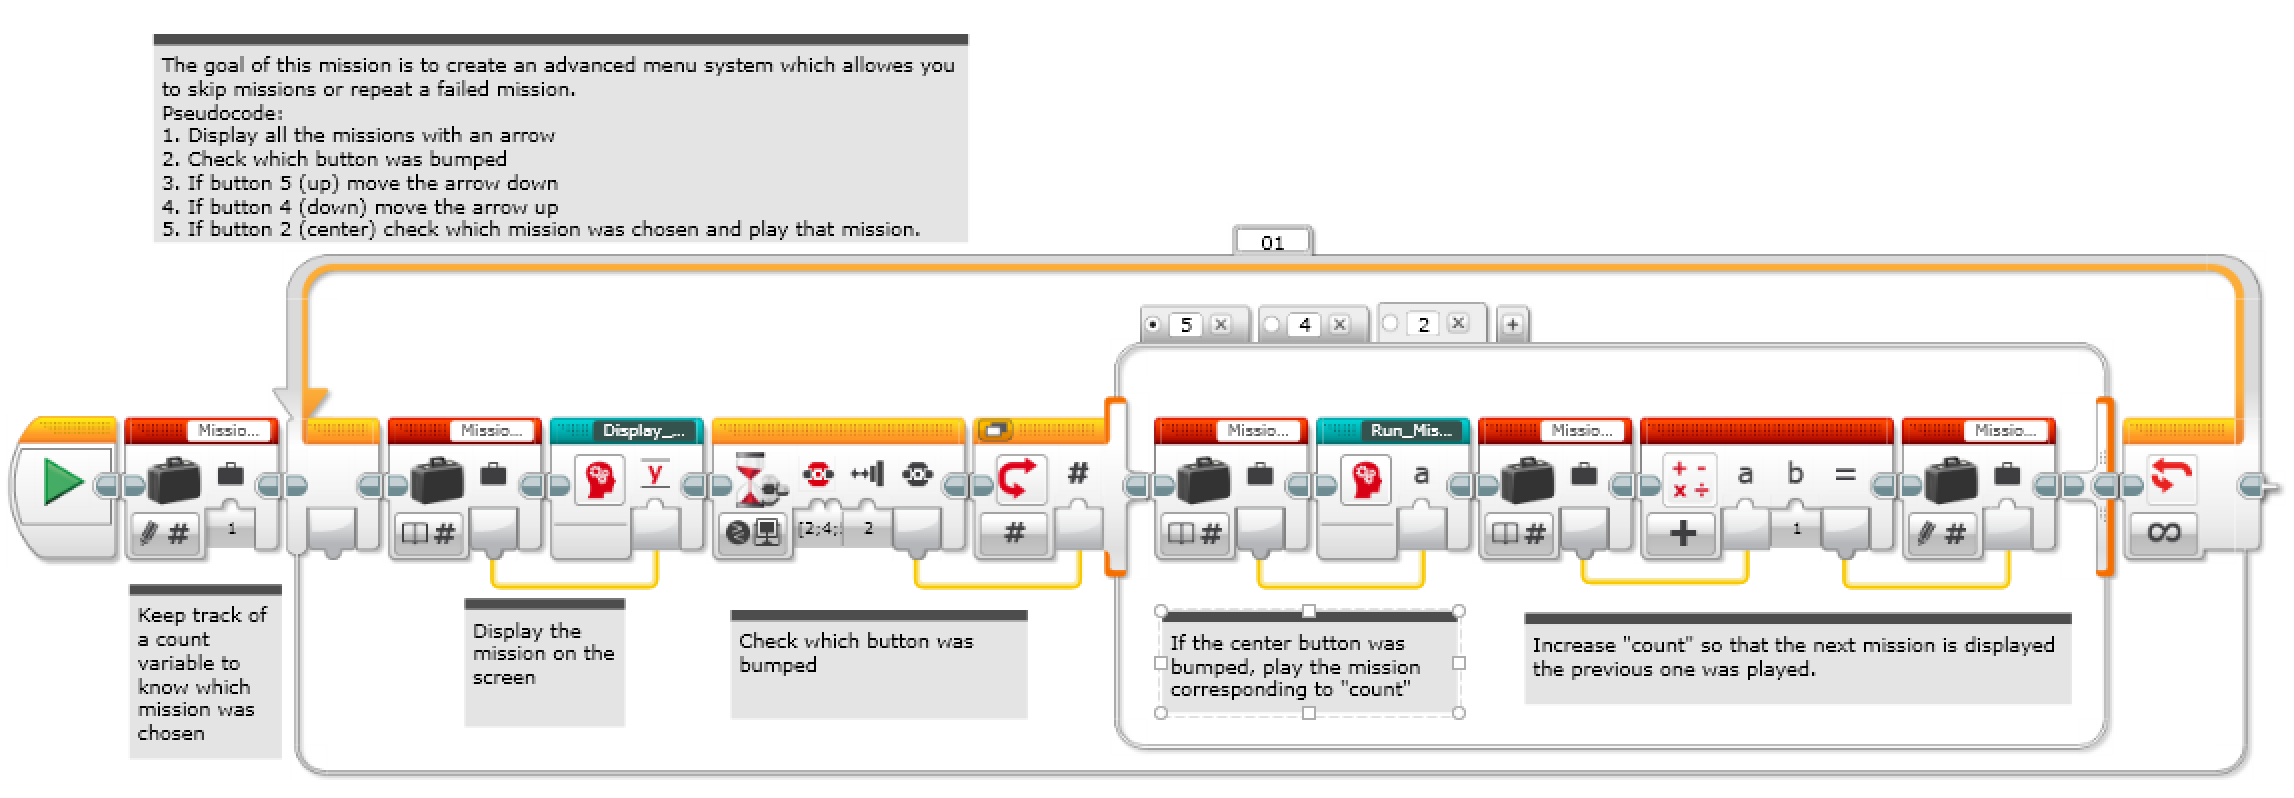 The goal of this mission is to create an advanced menu system which allowes you
to skip missions or repeat a failed mission.
Pseudocode:
1. Display all the missions with an arrow
2. Check which button was bumped
3. If button 5 (up) move the arrow down
4. If button 4 (down) move the arrow up
5. If button 2 (center) check which mission was chosen and play that mission.
01
5 4 2 +
Missio... Missio... Display_... Missio... Run_Mis... Missio... Missio...
y # a a b =
# 1 # [2;4; 2 # # # + 1 # ∞
Keep track of
a count
variable to
know which
mission was
chosen
Display the
mission on the
screen
Check which button was
bumped
If the center button was
bumped, play the mission
corresponding to "count"
Increase "count" so that the next mission is displayed
the previous one was played.